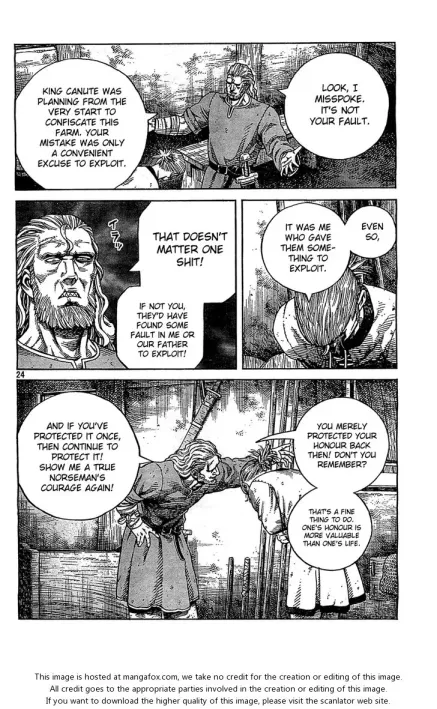 LOOK, I
MISSPOKE.
IT'S NOT
YOUR FAULT.
KING CANUTE WAS
PLANNING FROM THE
VERY START TO
CONFISCATE THIS
FARM. YOUR
MISTAKE WAS ONLY
A CONVENIENT
EXCUSE TO EXPLOIT.
EVEN
SO,
IT WAS ME
WHO GAVE
THEM SOME-
THING TO
EXPLOIT.
THAT DOESN'T
MATTER ONE
SHIT!
イラッ
IF NOT YOU,
THEY'D HAVE
FOUND SOME
FAULT IN ME OR
OUR FATHER
TO EXPLOIT!
24
YOU MERELY
PROTECTED YOUR
HONOUR BACK
THEN! DON'T YOU
REMEMBER?
THAT'S A FINE
THING TO DO.
ONE'S HONOUR IS
MORE VALUABLE
THAN ONE'S LIFE.
AND IF YOU'VE
PROTECTED IT ONCE,
THEN CONTINUE TO
PROTECT IT!
SHOW ME A TRUE
NORSEMAN'S
COURAGE AGAIN!
This image is hosted at mangafox.com, we take no credit for the creation or editing of this image.
All credit goes to the appropriate parties involved in the creation or editing of this image.
If you want to download the higher quality of this image, please visit the scanlator web site.